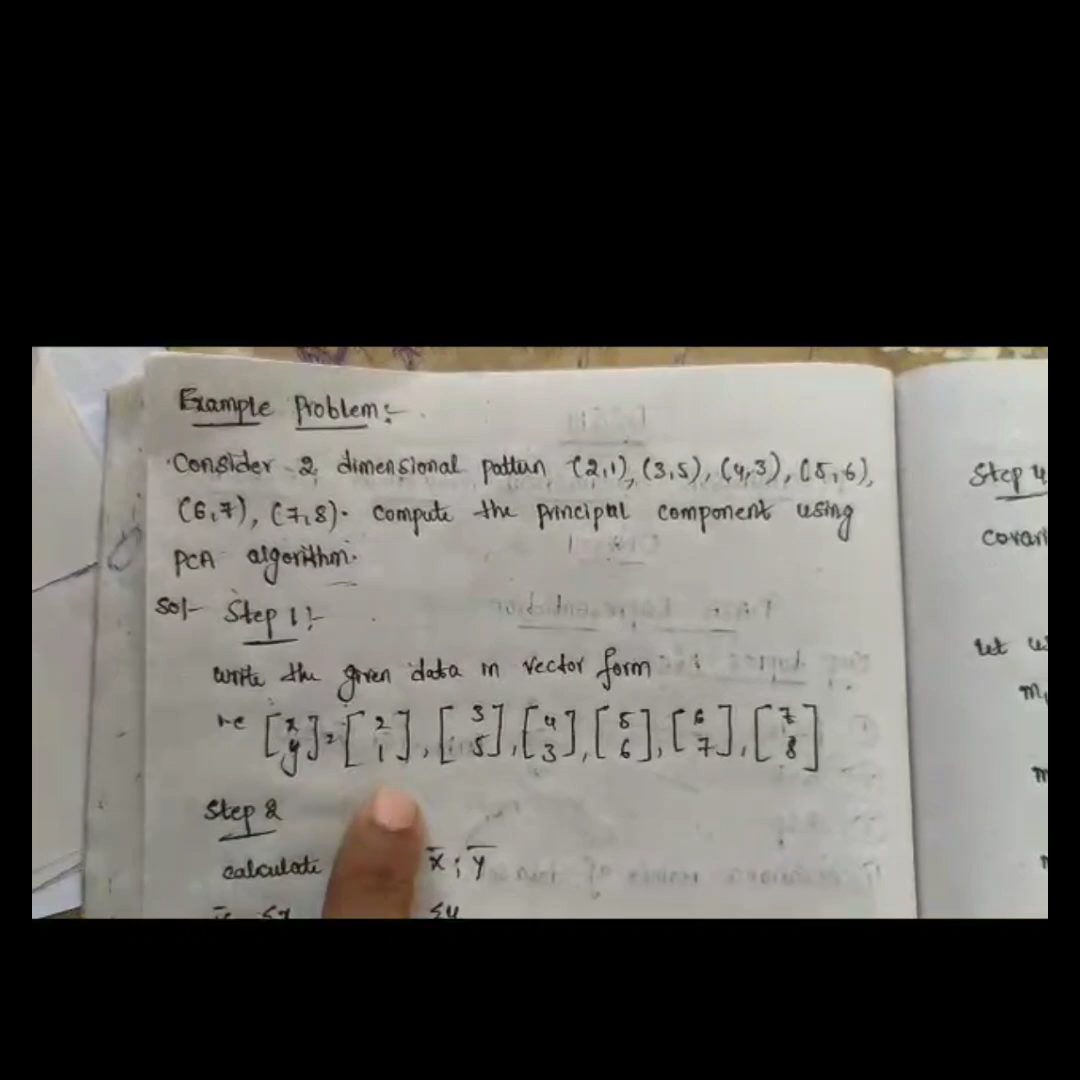 Example Problem:-
Consider 2 dimensional pattern (2,1), (3,5), (4,3), (5,6),
(6,7), (7,8). compute the principal component using
PCA algorithm.
Sol- Step 1:-
write the given data in vector form
ie [x y] = [2 1], [3 5], [4 3], [5 6], [6 7], [7 8]
Step 2
calculate x̄, ȳ
Step 4
covari
let